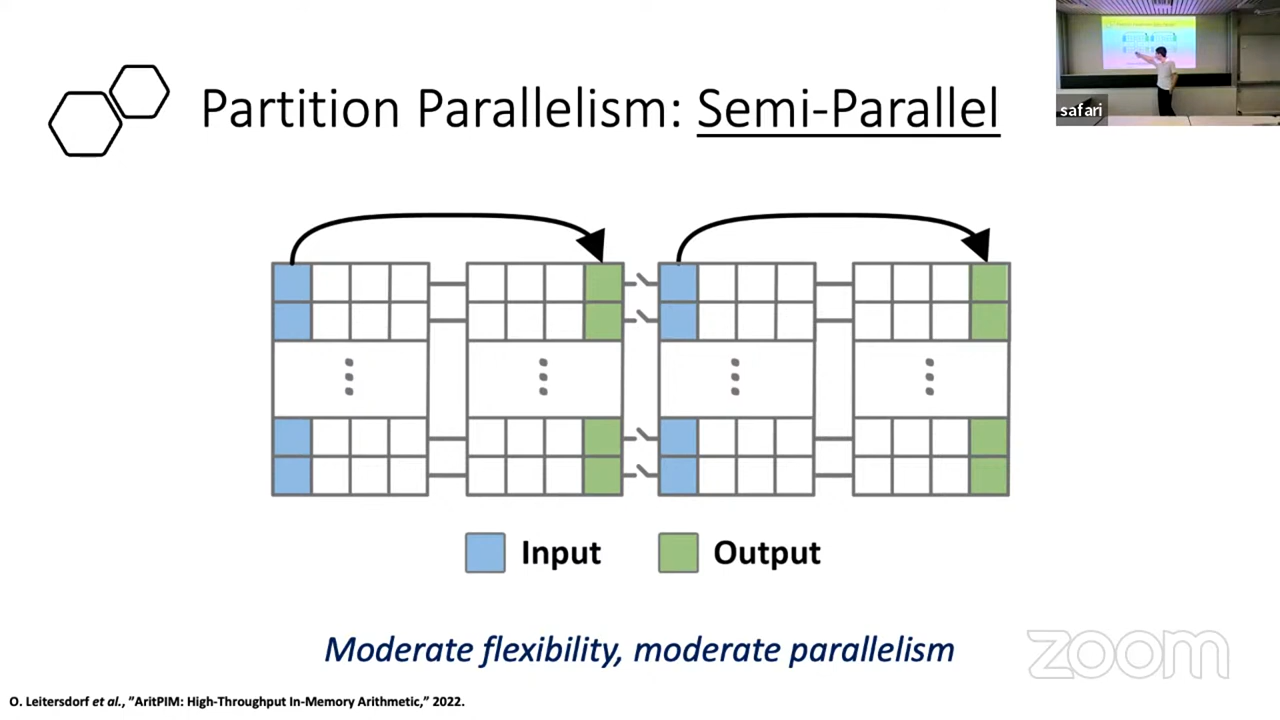 safari
Partition Parallelism: Semi-Parallel
Input
Output
Moderate flexibility, moderate parallelism
zoom
O. Leitersdorf et al., "AritPIM: High-Throughput In-Memory Arithmetic," 2022.